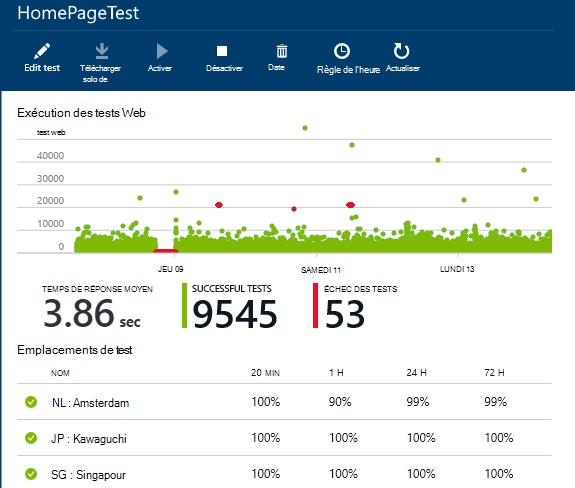 HomePageTest
Edit test
Télécharger
solo de
Activer
Désactiver
Date
Règle de l'heure
Actualiser
Exécution des tests Web
test web
40000
30000
20000
10000
0
JEU 09
SAMEDI 11
LUNDI 13
TEMPS DE RÉPONSE MOYEN
3.86 sec
SUCCESSFUL TESTS
9545
ÉCHEC DES TESTS
53
Emplacements de test
NOM 20 MIN 1 H 24 H 72 H
NL : Amsterdam 100% 90% 99% 99%
JP : Kawaguchi 100% 100% 100% 100%
SG : Singapour 100% 100% 100% 100%